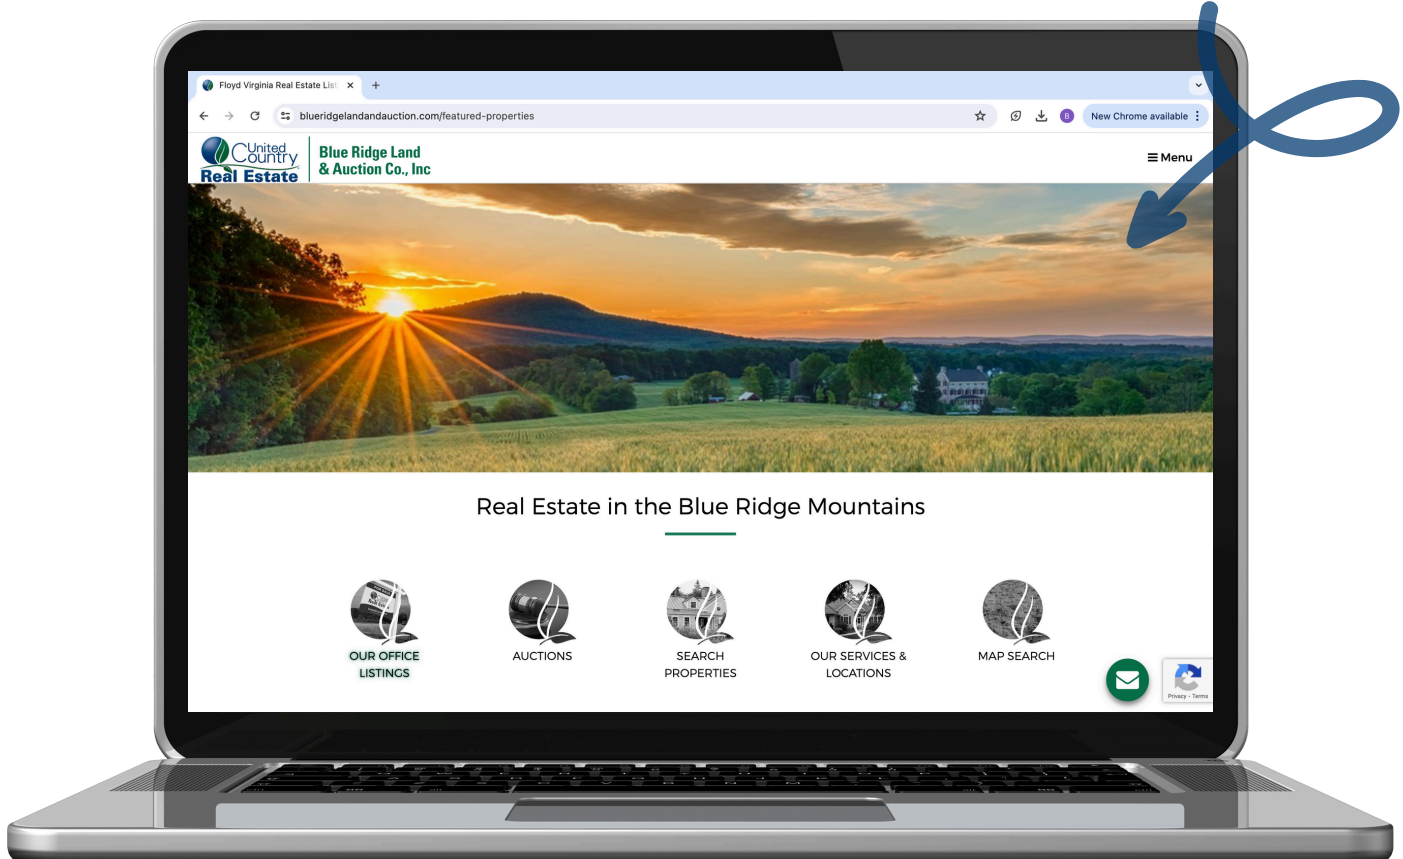 Floyd Virginia Real Estate List
blueridgelandandauction.com/featured-properties
B
New Chrome available
United
Country
Real Estate
Blue Ridge Land
& Auction Co., Inc
Menu
Real Estate in the Blue Ridge Mountains
OUR OFFICE
LISTINGS
AUCTIONS
SEARCH
PROPERTIES
OUR SERVICES &
LOCATIONS
MAP SEARCH
Privacy - Terms